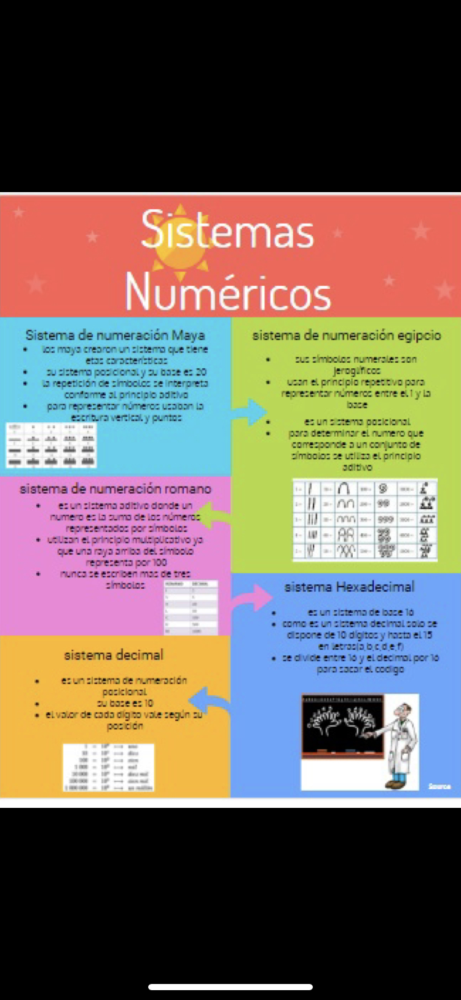 Sistemas
Numéricos
Sistema de numeración Maya
los maya crearon un sistema que tiene
etas características
su sistema posicional y su base es 20
la repetición de símbolos se interpreta
conforme al principio aditivo
para representar números usaban la
escritura vertical y puntos
sistema de numeración egipcio
sus símbolos numerales son
jeroglíficos
usan el principio repetitivo para
representar números entre el 1 y la
base
es un sistema posicional
para determinar el numero que
corresponde a un conjunto de
símbolos se utiliza el principio
aditivo
sistema de numeración romano
es un sistema aditivo donde un
numero es la suma de los números
representados por símbolos
utilizan el principio multiplicativo ya
que una raya arriba del símbolo
representa por 100
nunca se escriben mas de tres
símbolos
ROMANO DECIMAL
sistema Hexadecimal
es un sistema de base 16
como es un sistema decimal solo se
dispone de 10 dígitos y hasta el 15
en letras(a,b,c,d,e,f)
se divide entre 16 y el decimal por 16
para sacar el codigo
sistema decimal
es un sistema de numeración
posicional
su base es 10
el valor de cada dígito vale según su
posición
Source